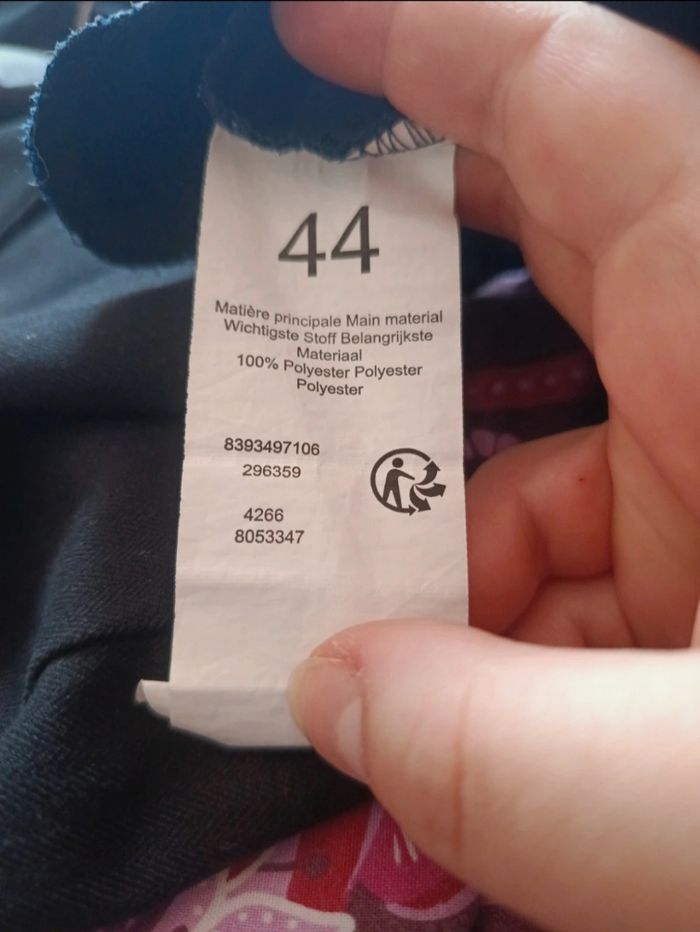 44
Matière principale Main material
Wichtigste Stoff Belangrijkste
Materiaal
100% Polyester Polyester
Polyester
8393497106
296359
4266
8053347